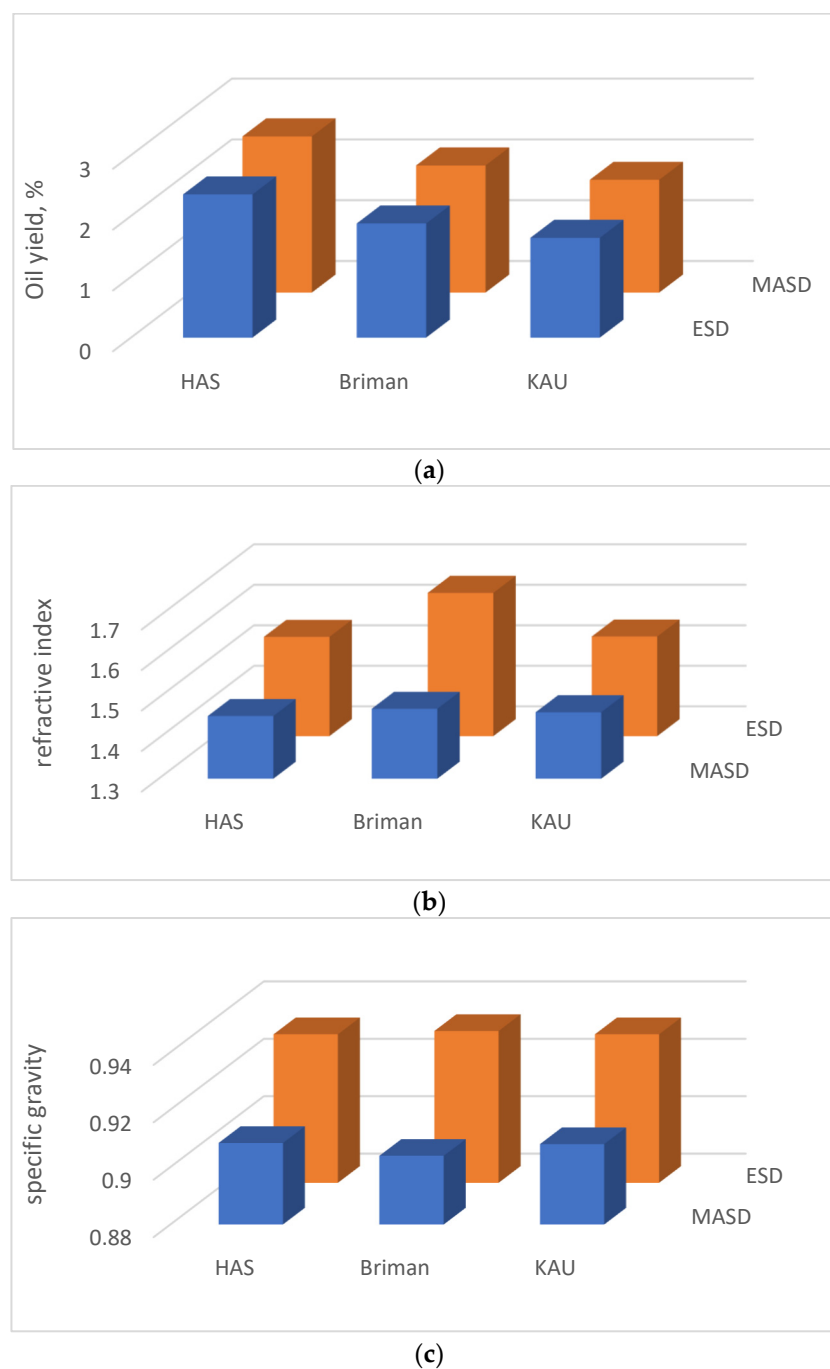 Oil yield, %
3
2
1
0
MASD
ESD
HAS Briman KAU
(a)
refractive index
1.7
1.6
1.5
1.4
1.3
ESD
MASD
HAS Briman KAU
(b)
specific gravity
0.94
0.92
0.9
0.88
ESD
MASD
HAS Briman KAU
(c)